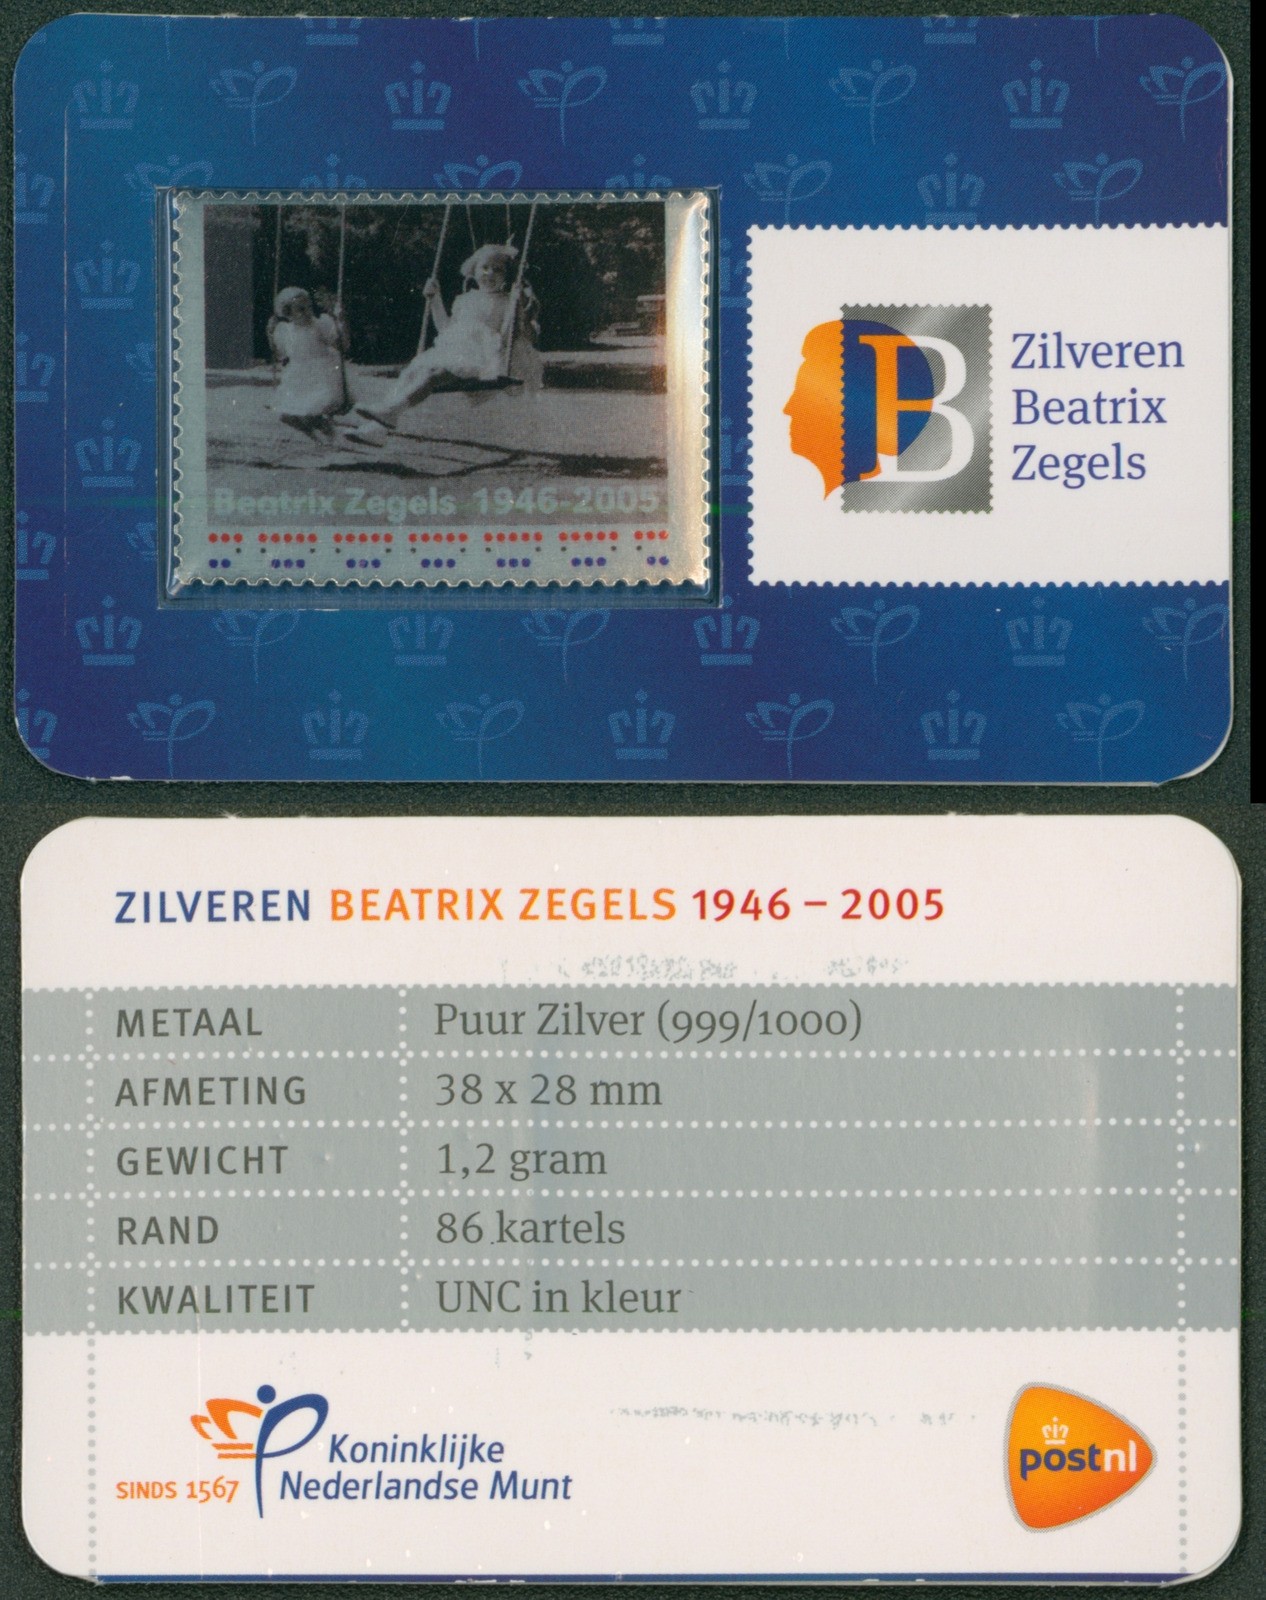 Beatrix Zegels 1946-2005
B
Zilveren
Beatrix
Zegels
ZILVEREN BEATRIX ZEGELS 1946 – 2005
METAAL Puur Zilver (999/1000)
AFMETING 38 x 28 mm
GEWICHT 1,2 gram
RAND 86 kartels
KWALITEIT UNC in kleur
SINDS 1567
Koninklijke
Nederlandse Munt
postnl